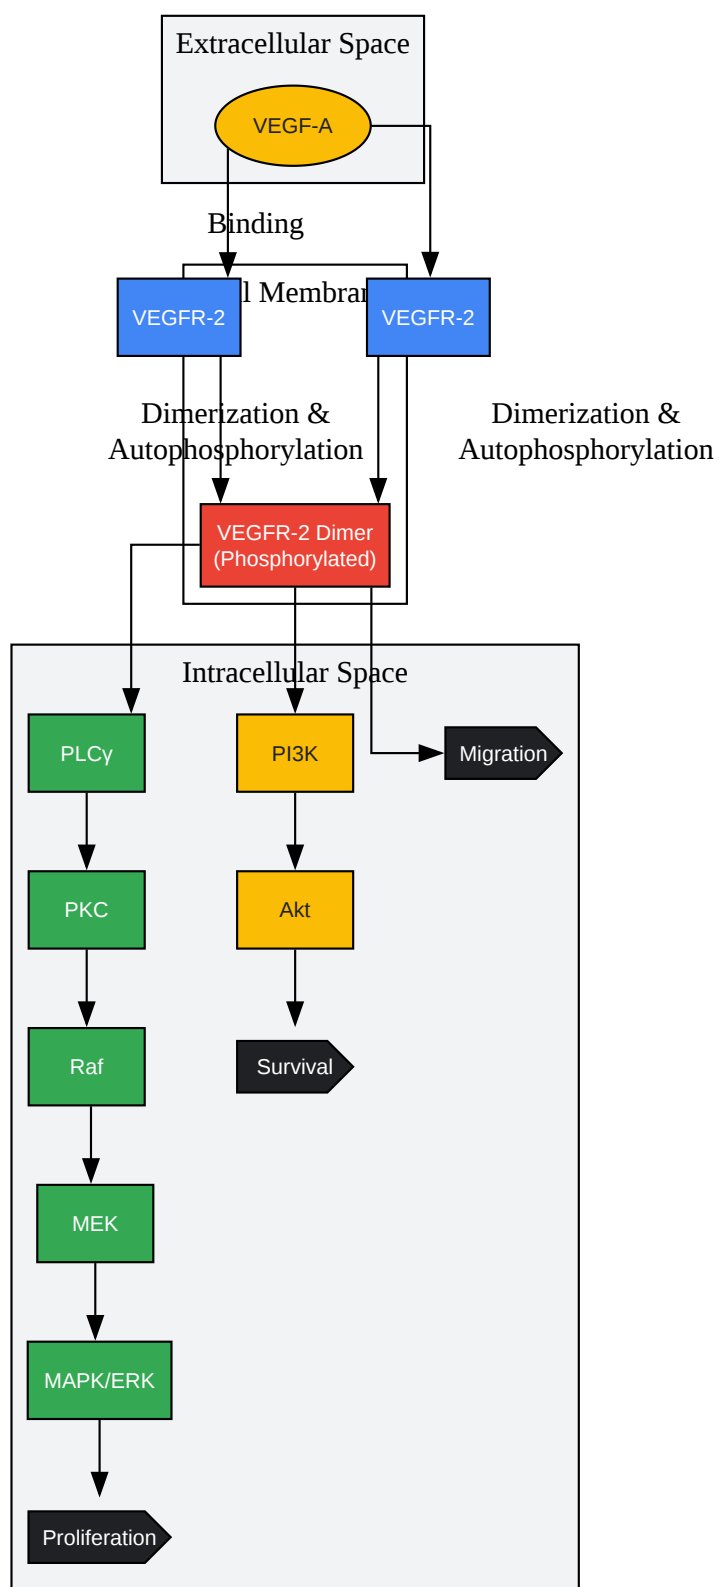 Extracellular Space
VEGF-A
Binding
l Membran
VEGFR-2
VEGFR-2
Dimerization &
Autophosphorylation
Dimerization &
Autophosphorylation
VEGFR-2 Dimer
(Phosphorylated)
Intracellular Space
PLCγ
PI3K
Migration
PKC
Akt
Raf
Survival
MEK
MAPK/ERK
Proliferation